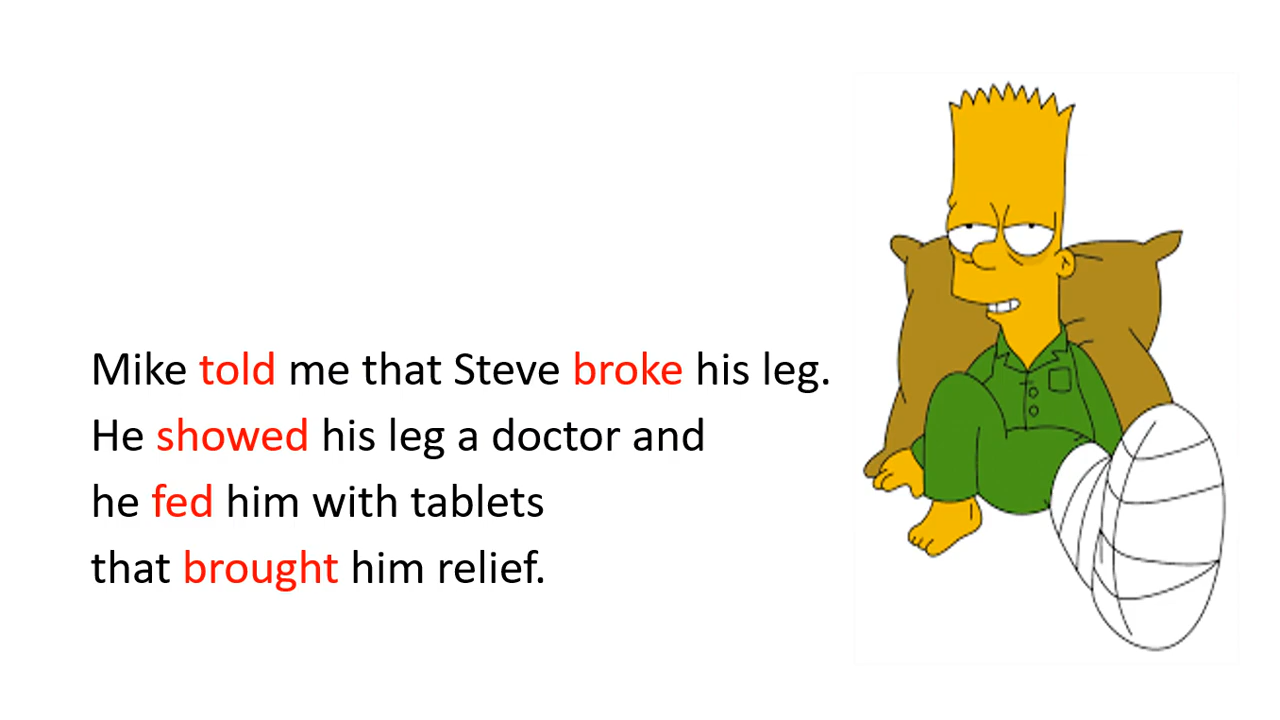 Mike told me that Steve broke his leg.
He showed his leg a doctor and
he fed him with tablets
that brought him relief.